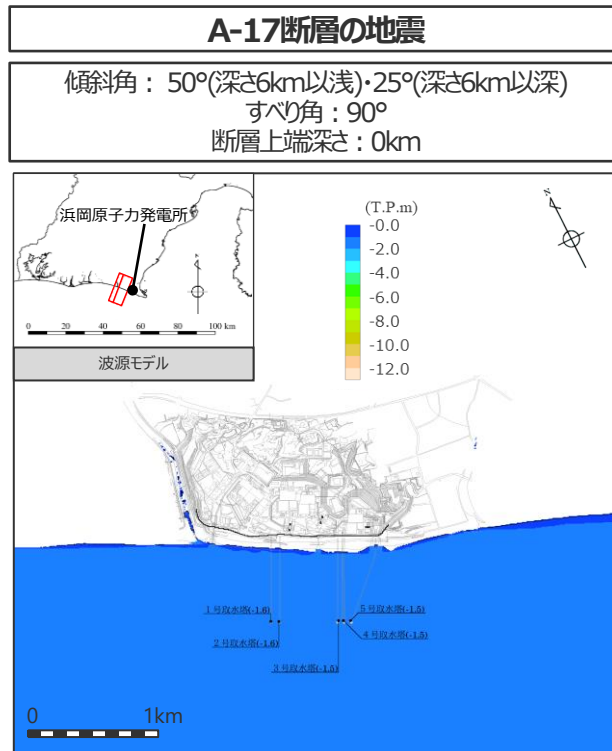 A-17断層の地震
傾斜角： 50°(深さ6km以浅)・25°(深さ6km以深)
すべり角：90°
断層上端深さ：0km
浜岡原子力発電所
N
0 20 40 60 80 100 km
波源モデル
(T.P.m)
-0.0
-2.0
-4.0
-6.0
-8.0
-10.0
-12.0
N
1号取水塔(-1.6)
2号取水塔(-1.6)
3号取水塔(-1.5)
4号取水塔(-1.5)
5号取水塔(-1.5)
0 1km